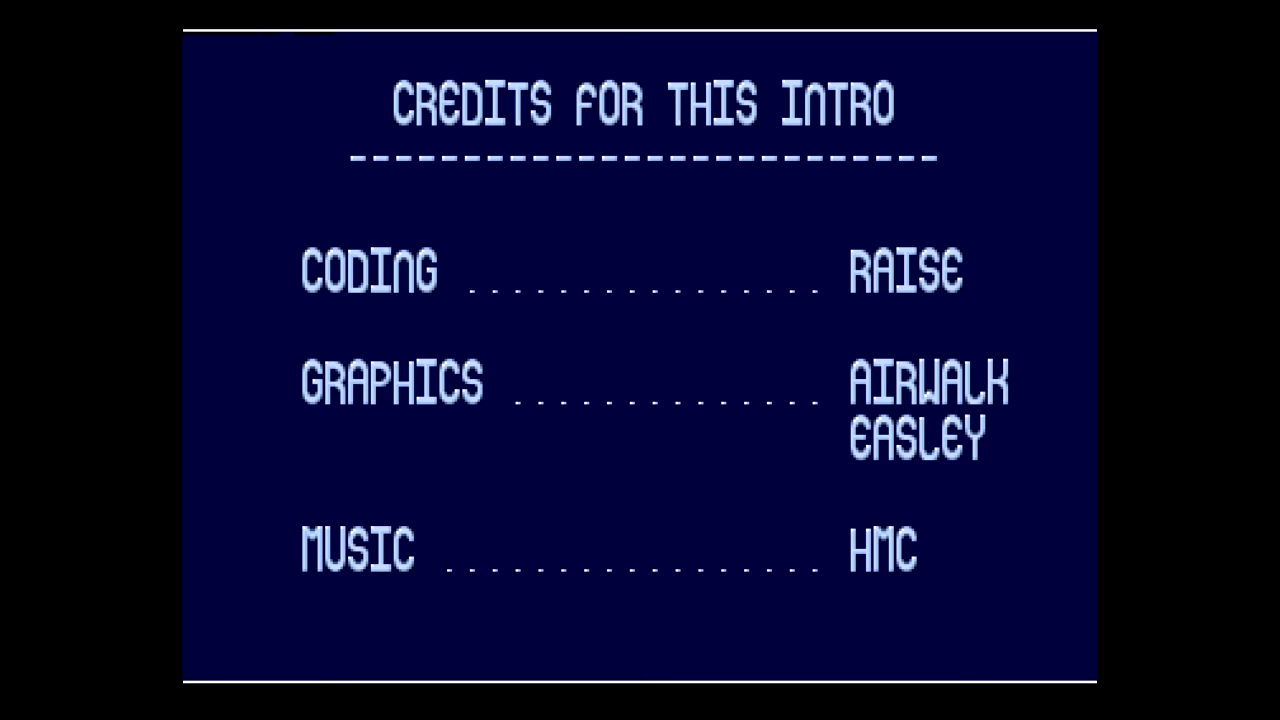 CREDITS FOR THIS INTRO
--------------------------
CODING ................ RAISE
GRAPHICS .............. AIRWALK
EASLEY
MUSIC ................. HMC